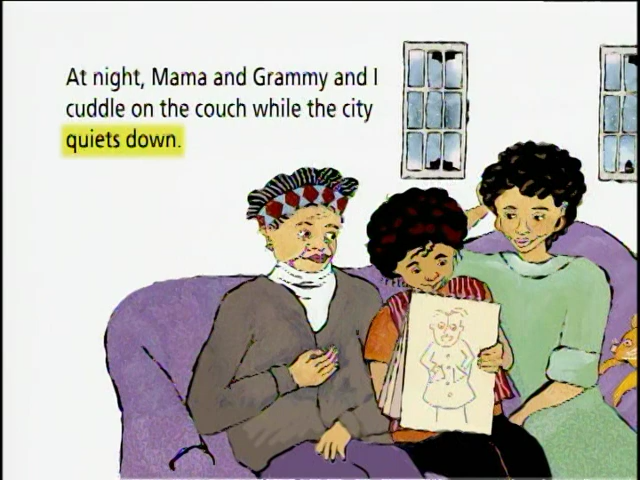 At night, Mama and Grammy and I
cuddle on the couch while the city
quiets down.